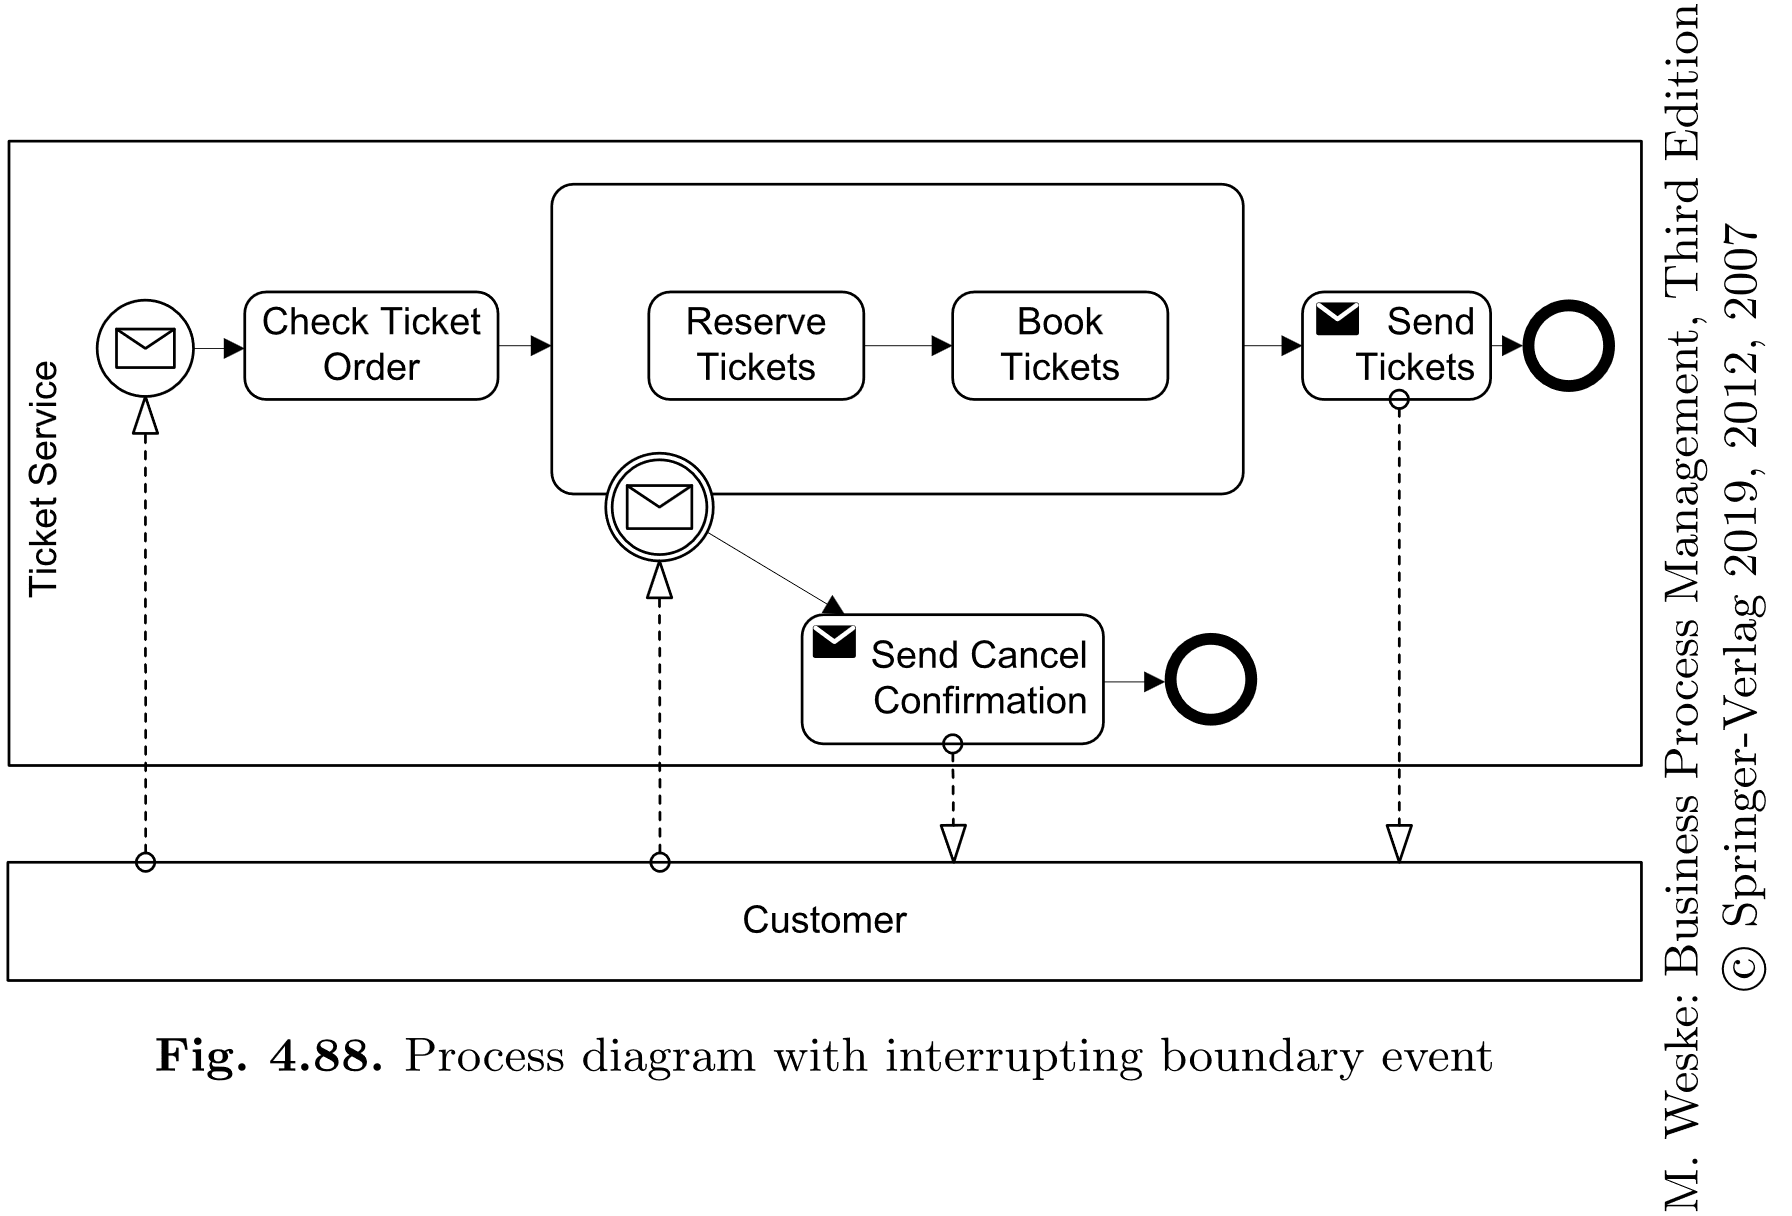 Ticket Service
Check Ticket
Order
Reserve
Tickets
Book
Tickets
Send
Tickets
Send Cancel
Confirmation
Customer
Fig. 4.88. Process diagram with interrupting boundary event
M. Weske: Business Process Management, Third Edition
© Springer-Verlag 2019, 2012, 2007